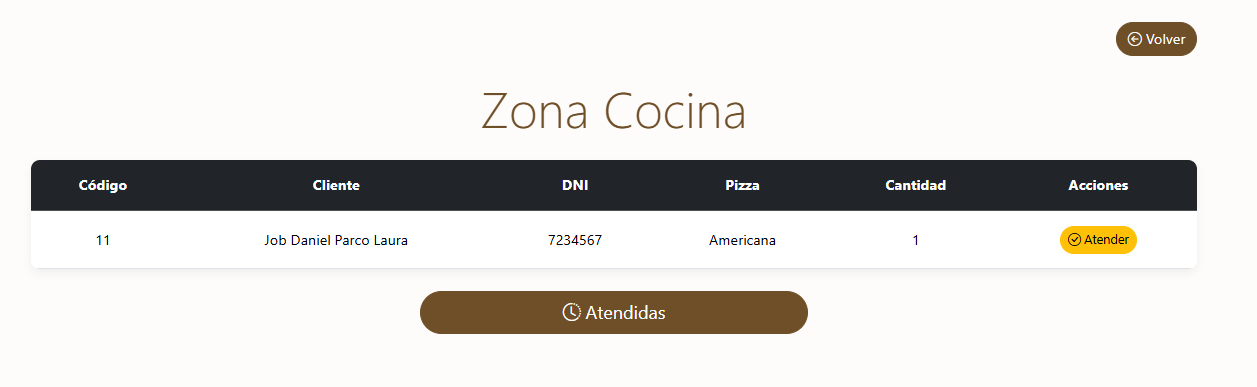 Volver
Zona Cocina
Código Cliente DNI Pizza Cantidad Acciones
11 Job Daniel Parco Laura 7234567 Americana 1 Atender
Atendidas